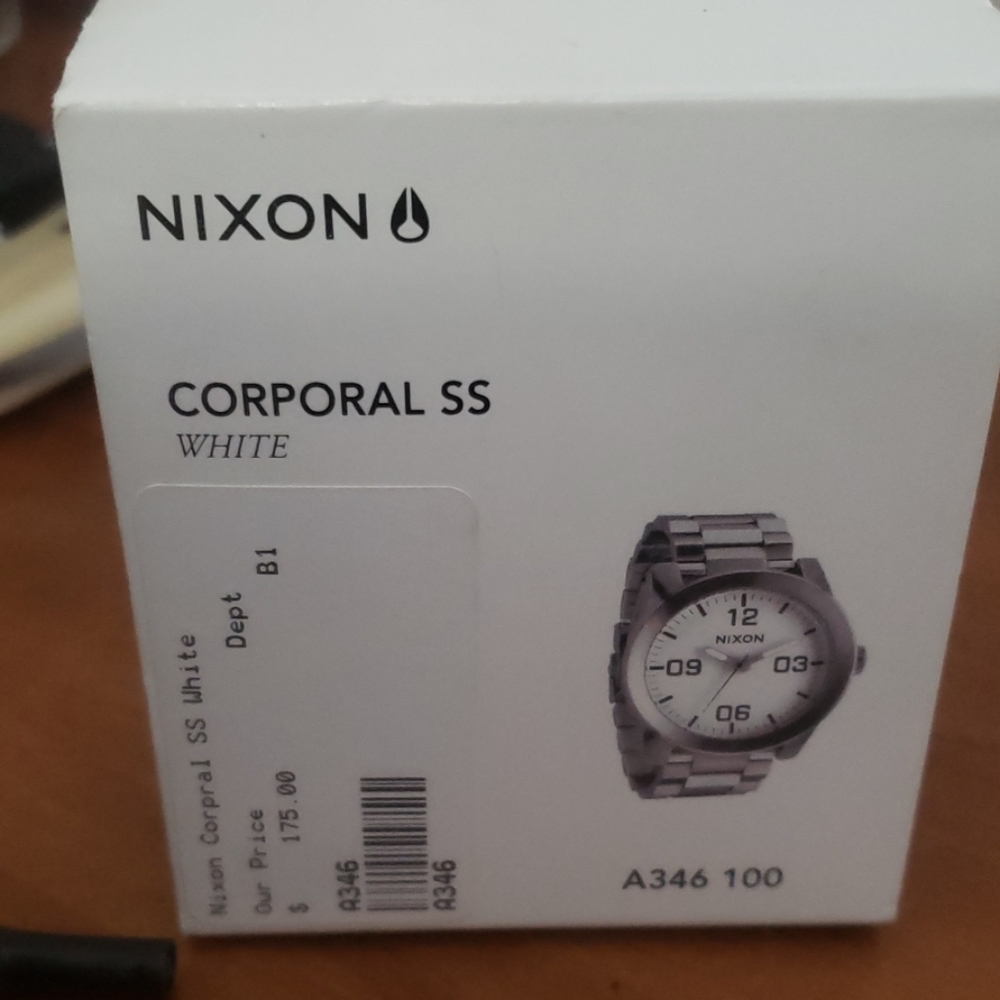 NIXON
CORPORAL SS
WHITE
Nixon Corpral SS White
Dept B1
Our Price
$ 175.00
A346
A346
12
NIXON
09
03
06
A346 100